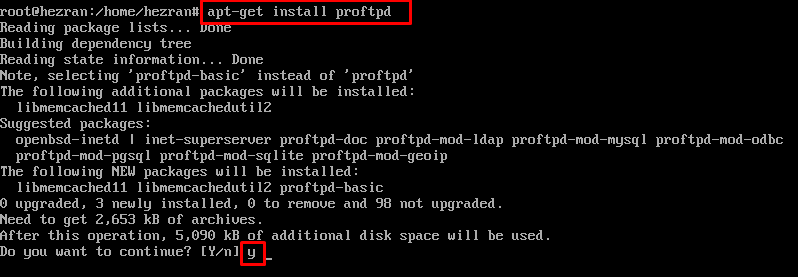 root@hezran:/home/hezran# apt-get install proftpd
Reading package lists... Done
Building dependency tree
Reading state information... Done
Note, selecting 'proftpd-basic' instead of 'proftpd'
The following additional packages will be installed:
  libmemcached11 libmemcachedutil2
Suggested packages:
  openbsd-inetd | inet-superserver proftpd-doc proftpd-mod-ldap proftpd-mod-mysql proftpd-mod-odbc
  proftpd-mod-pgsql proftpd-mod-sqlite proftpd-mod-geoip
The following NEW packages will be installed:
  libmemcached11 libmemcachedutil2 proftpd-basic
0 upgraded, 3 newly installed, 0 to remove and 98 not upgraded.
Need to get 2,653 kB of archives.
After this operation, 5,090 kB of additional disk space will be used.
Do you want to continue? [Y/n] y _